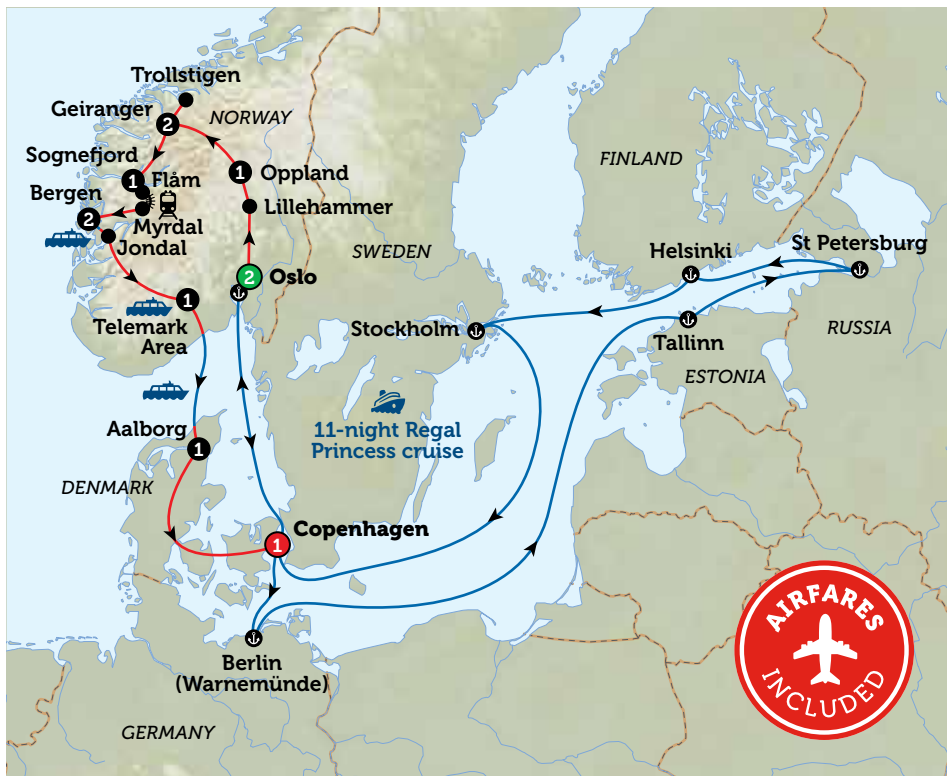 Trollstigen
Geiranger
2
NORWAY
Sognefjord
1
Flåm
Oppland
1
Bergen
2
Myrdal
Lillehammer
Jondal
FINLAND
SWEDEN
Helsinki
St Petersburg
2
Oslo
1
Telemark
Area
Stockholm
Tallinn
RUSSIA
ESTONIA
11-night Regal
Princess cruise
Aalborg
1
DENMARK
Copenhagen
1
Berlin
(Warnemünde)
GERMANY
AIRFARES
INCLUDED